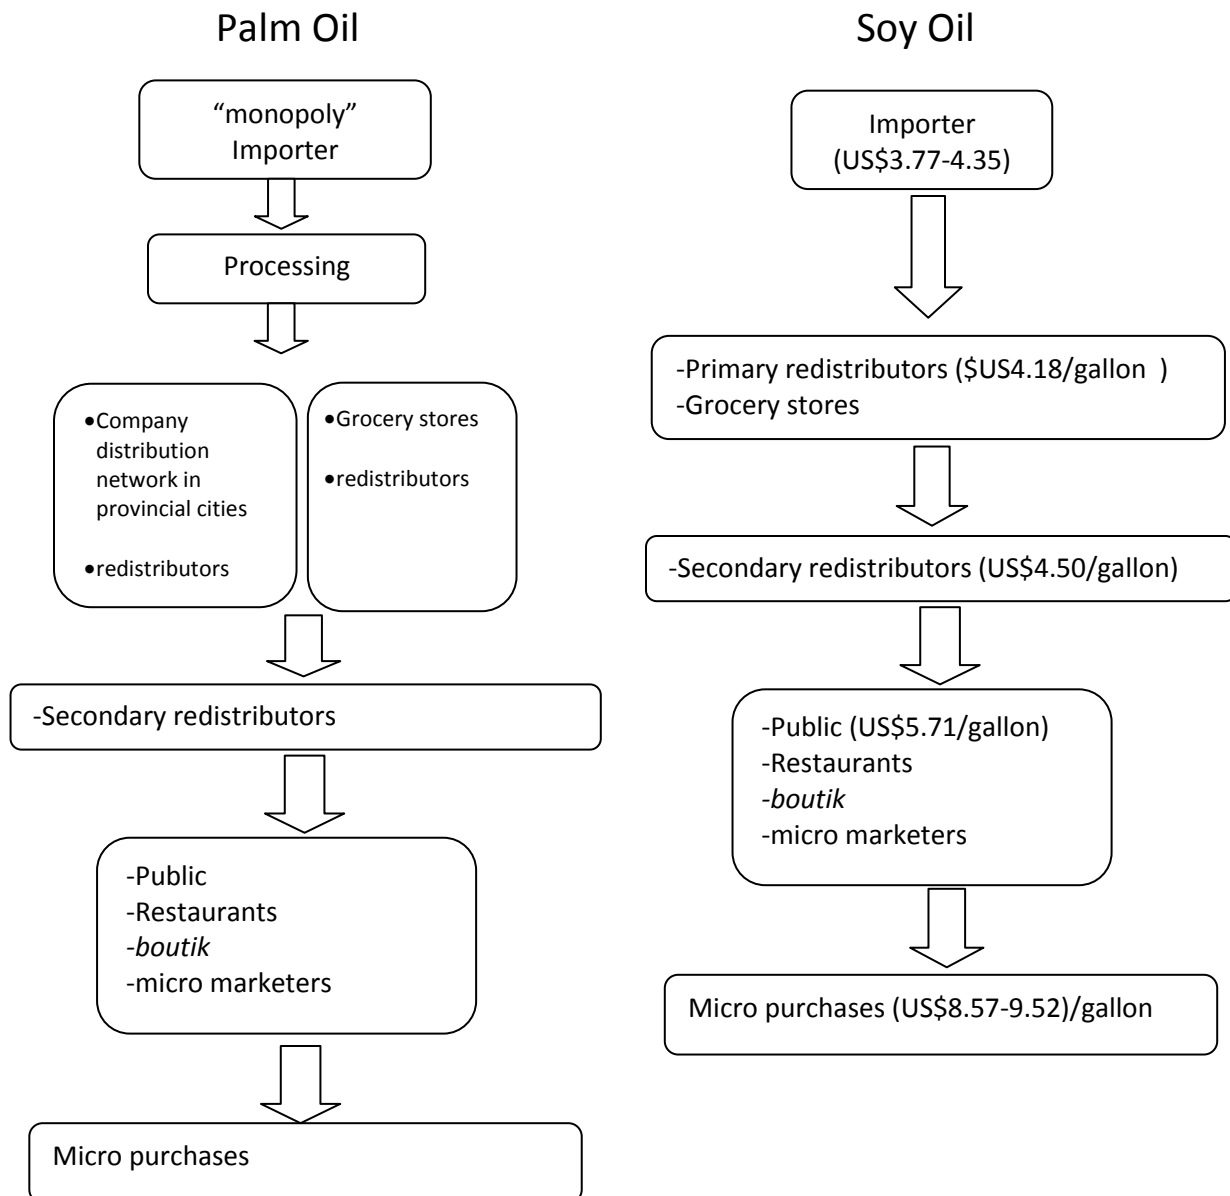 Palm Oil
“monopoly”
Importer
Processing
•Company
distribution
network in
provincial cities
•redistributors
•Grocery stores
•redistributors
-Secondary redistributors
-Public
-Restaurants
-boutik
-micro marketers
Micro purchases
Soy Oil
Importer
(US$3.77-4.35)
-Primary redistributors ($US4.18/gallon )
-Grocery stores
-Secondary redistributors (US$4.50/gallon)
-Public (US$5.71/gallon)
-Restaurants
-boutik
-micro marketers
Micro purchases (US$8.57-9.52)/gallon